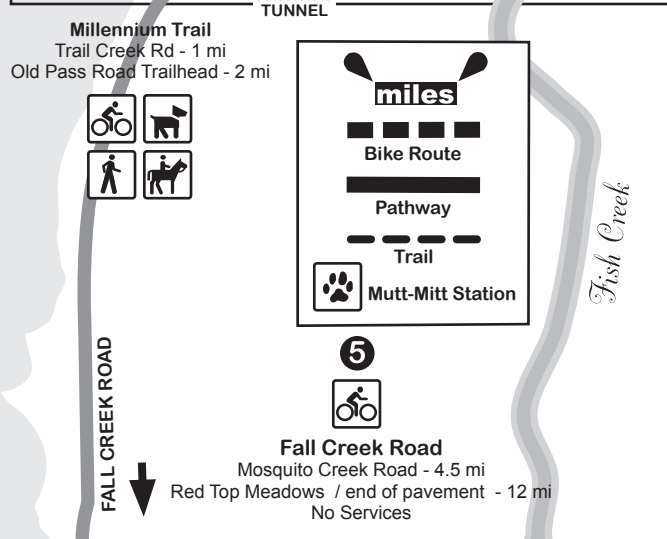 TUNNEL
Millennium Trail
Trail Creek Rd - 1 mi
Old Pass Road Trailhead - 2 mi
miles
Bike Route
Pathway
Trail
Mutt-Mitt Station
Fish Creek
5
FALL CREEK ROAD
Fall Creek Road
Mosquito Creek Road - 4.5 mi
Red Top Meadows / end of pavement - 12 mi
No Services